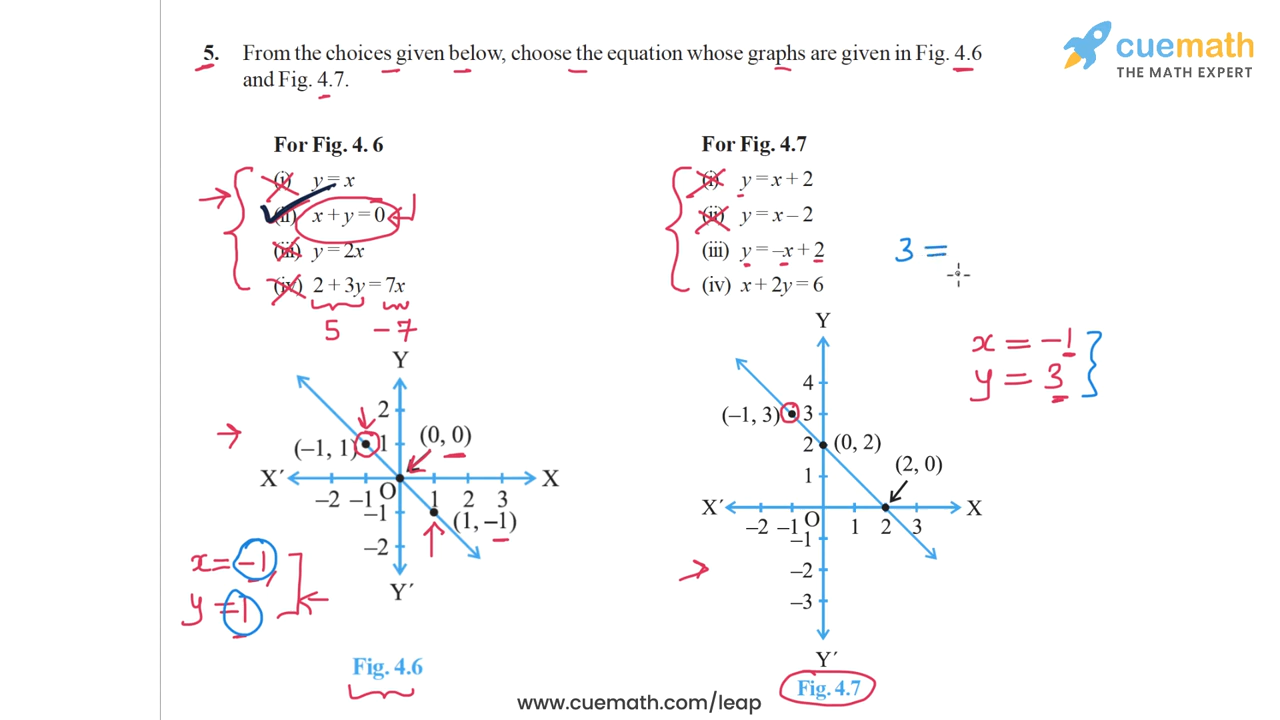 cuemath
THE MATH EXPERT
5. From the choices given below, choose the equation whose graphs are given in Fig. 4.6
and Fig. 4.7.
For Fig. 4. 6
(i) y = x
(ii) x + y = 0
(iii) y = 2x
(iv) 2 + 3y = 7x
5 -7
For Fig. 4.7
(i) y = x + 2
(ii) y = x – 2
(iii) y = –x + 2
(iv) x + 2y = 6
3 =
x = -1
y = 3
Y
2
(–1, 1) 1 (0, 0)
X′ O X
–2 –1 1 2 3
–1 (1, –1)
–2
Y′
x = -1
y = 1
Fig. 4.6
Y
4
(–1, 3) 3
2 (0, 2)
1 (2, 0)
X′ O X
–2 –1 1 2 3
–1
–2
–3
Y′
Fig. 4.7
www.cuemath.com/leap